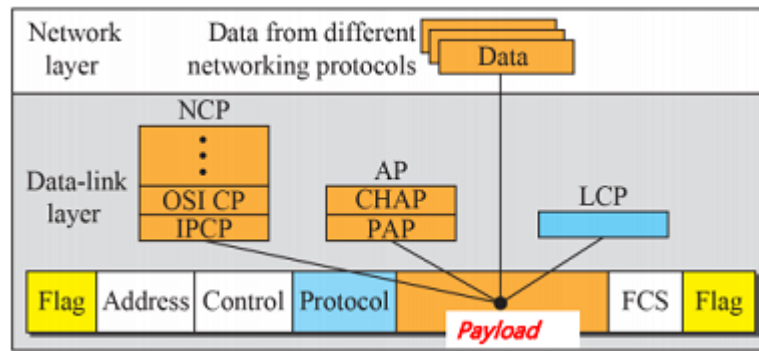 Network
layer
Data from different
networking protocols
Data
NCP
OSI CP
IPCP
AP
CHAP
PAP
LCP
Data-link
layer
Flag Address Control Protocol FCS Flag
Payload